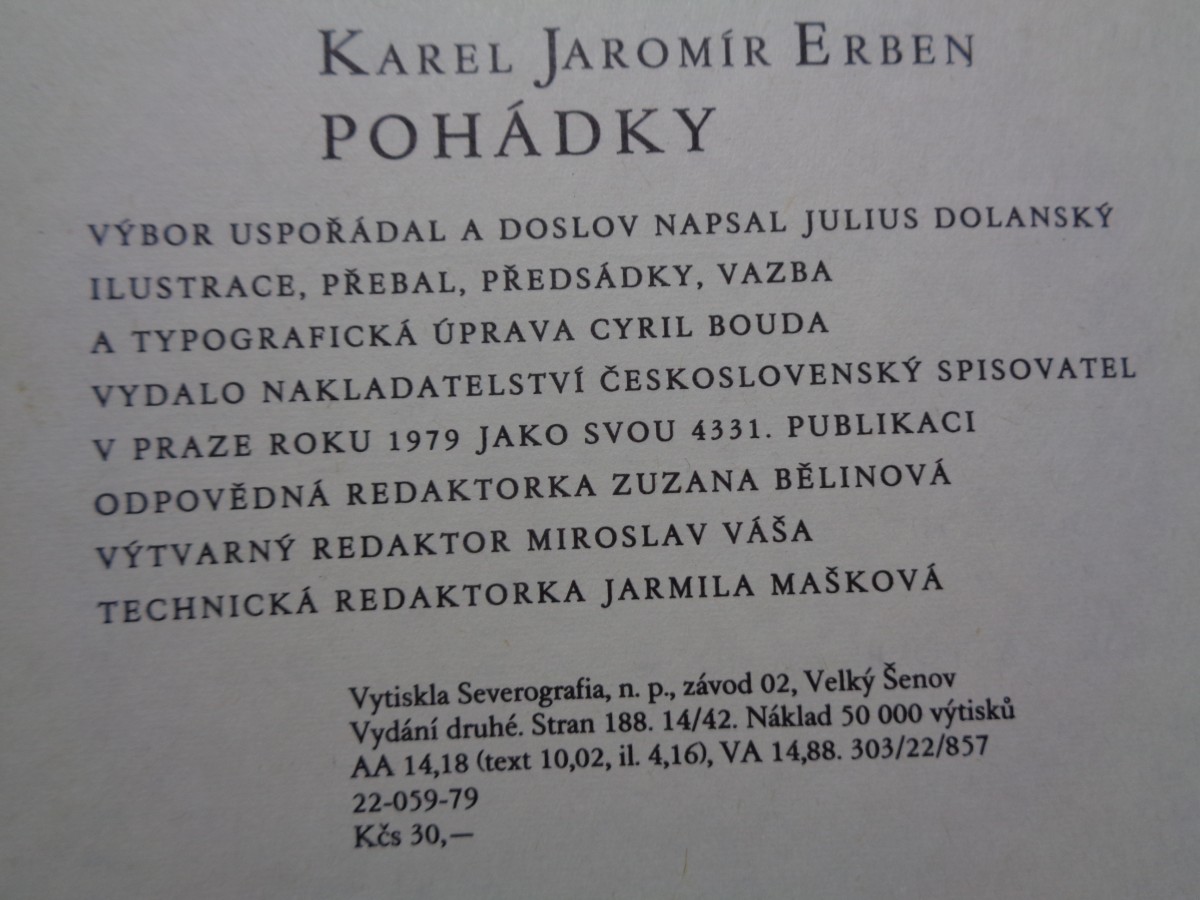 KAREL JAROMÍR ERBEN
POHÁDKY
VÝBOR USPOŘÁDAL A DOSLOV NAPSAL JULIUS DOLANSKÝ
ILUSTRACE, PŘEBAL, PŘEDSÁDKY, VAZBA
A TYPOGRAFICKÁ ÚPRAVA CYRIL BOUDA
VYDALO NAKLADATELSTVÍ ČESKOSLOVENSKÝ SPISOVATEL
V PRAZE ROKU 1979 JAKO SVOU 4331. PUBLIKACI
ODPOVĚDNÁ REDAKTORKA ZUZANA BĚLINOVÁ
VÝTVARNÝ REDAKTOR MIROSLAV VÁŠA
TECHNICKÁ REDAKTORKA JARMILA MAŠKOVÁ
Vytiskla Severografia, n. p., závod 02, Velký Šenov
Vydání druhé. Stran 188. 14/42. Náklad 50 000 výtisků
AA 14,18 (text 10,02, il. 4,16), VA 14,88. 303/22/857
22-059-79
Kčs 30,—